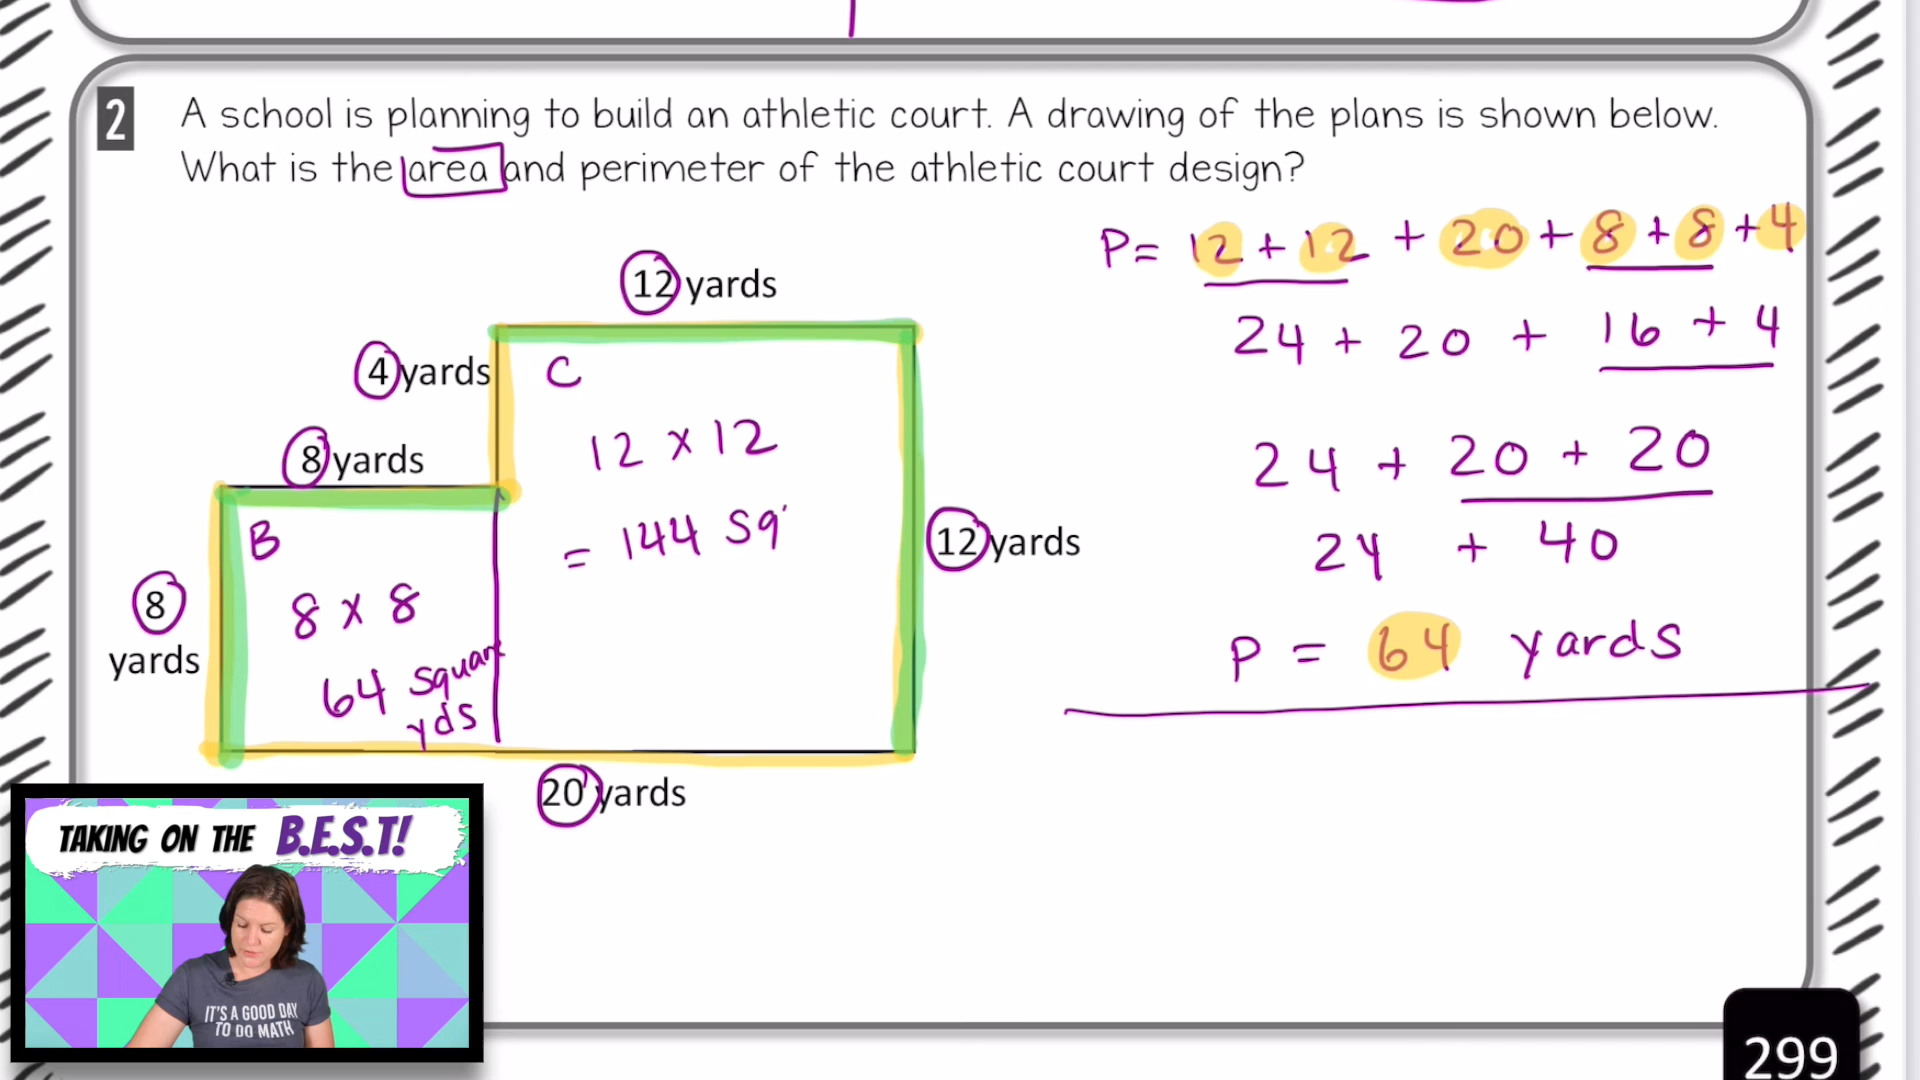 2 A school is planning to build an athletic court. A drawing of the plans is shown below.
What is the area and perimeter of the athletic court design?
12 yards
4 yards
8 yards
8
yards
12 yards
20 yards
C
12 x 12
= 144 sq
B
8 x 8
64 square
yds
P= 12 + 12 + 20 + 8 + 8 + 4
24 + 20 + 16 + 4
24 + 20 + 20
24 + 40
P = 64 yards
TAKING ON THE B.E.S.T!
IT'S A GOOD DAY
TO DO MATH
299